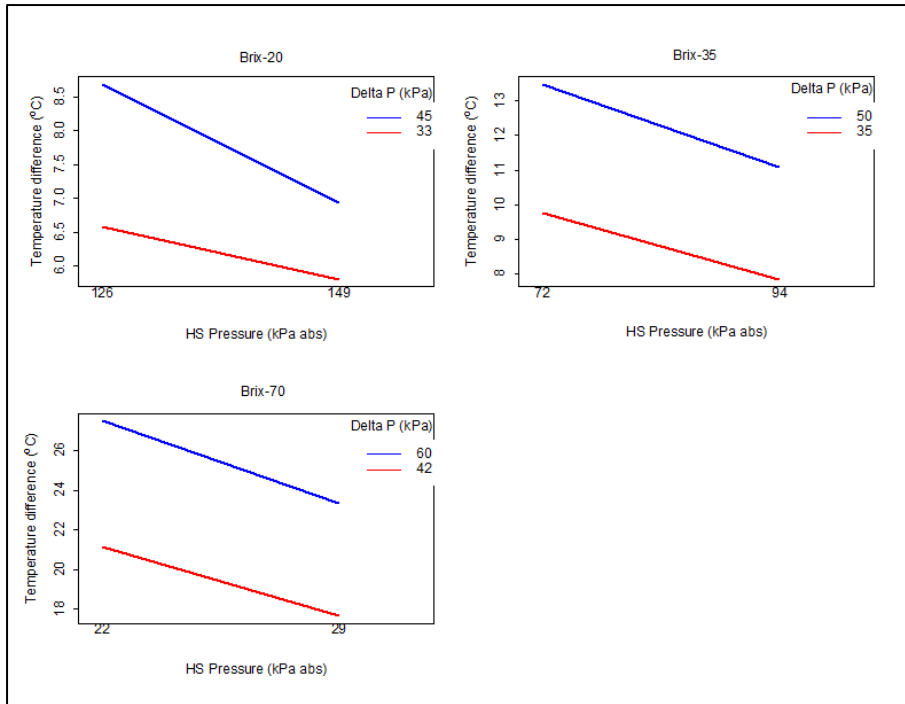 Brix-20
Temperature difference (⁰C)
8.5
8.0
7.5
7.0
6.5
6.0
Delta P (kPa)
45
33
126
149
HS Pressure (kPa abs)
Brix-35
Temperature difference (⁰C)
13
12
11
10
9
8
Delta P (kPa)
50
35
72
94
HS Pressure (kPa abs)
Brix-70
Temperature difference (⁰C)
26
24
22
20
18
Delta P (kPa)
60
42
22
29
HS Pressure (kPa abs)